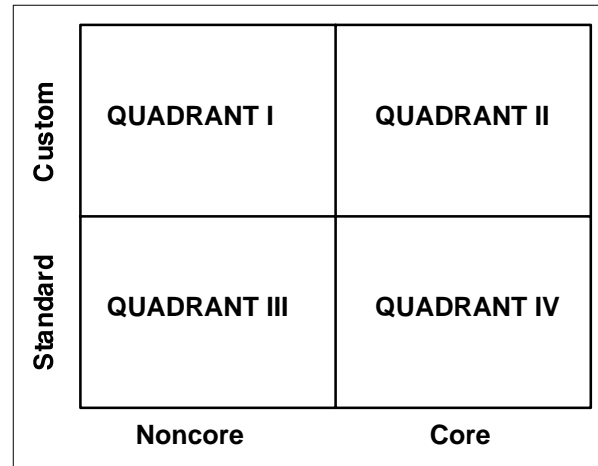 Custom
QUADRANT I
QUADRANT II
Standard
QUADRANT III
QUADRANT IV
Noncore
Core